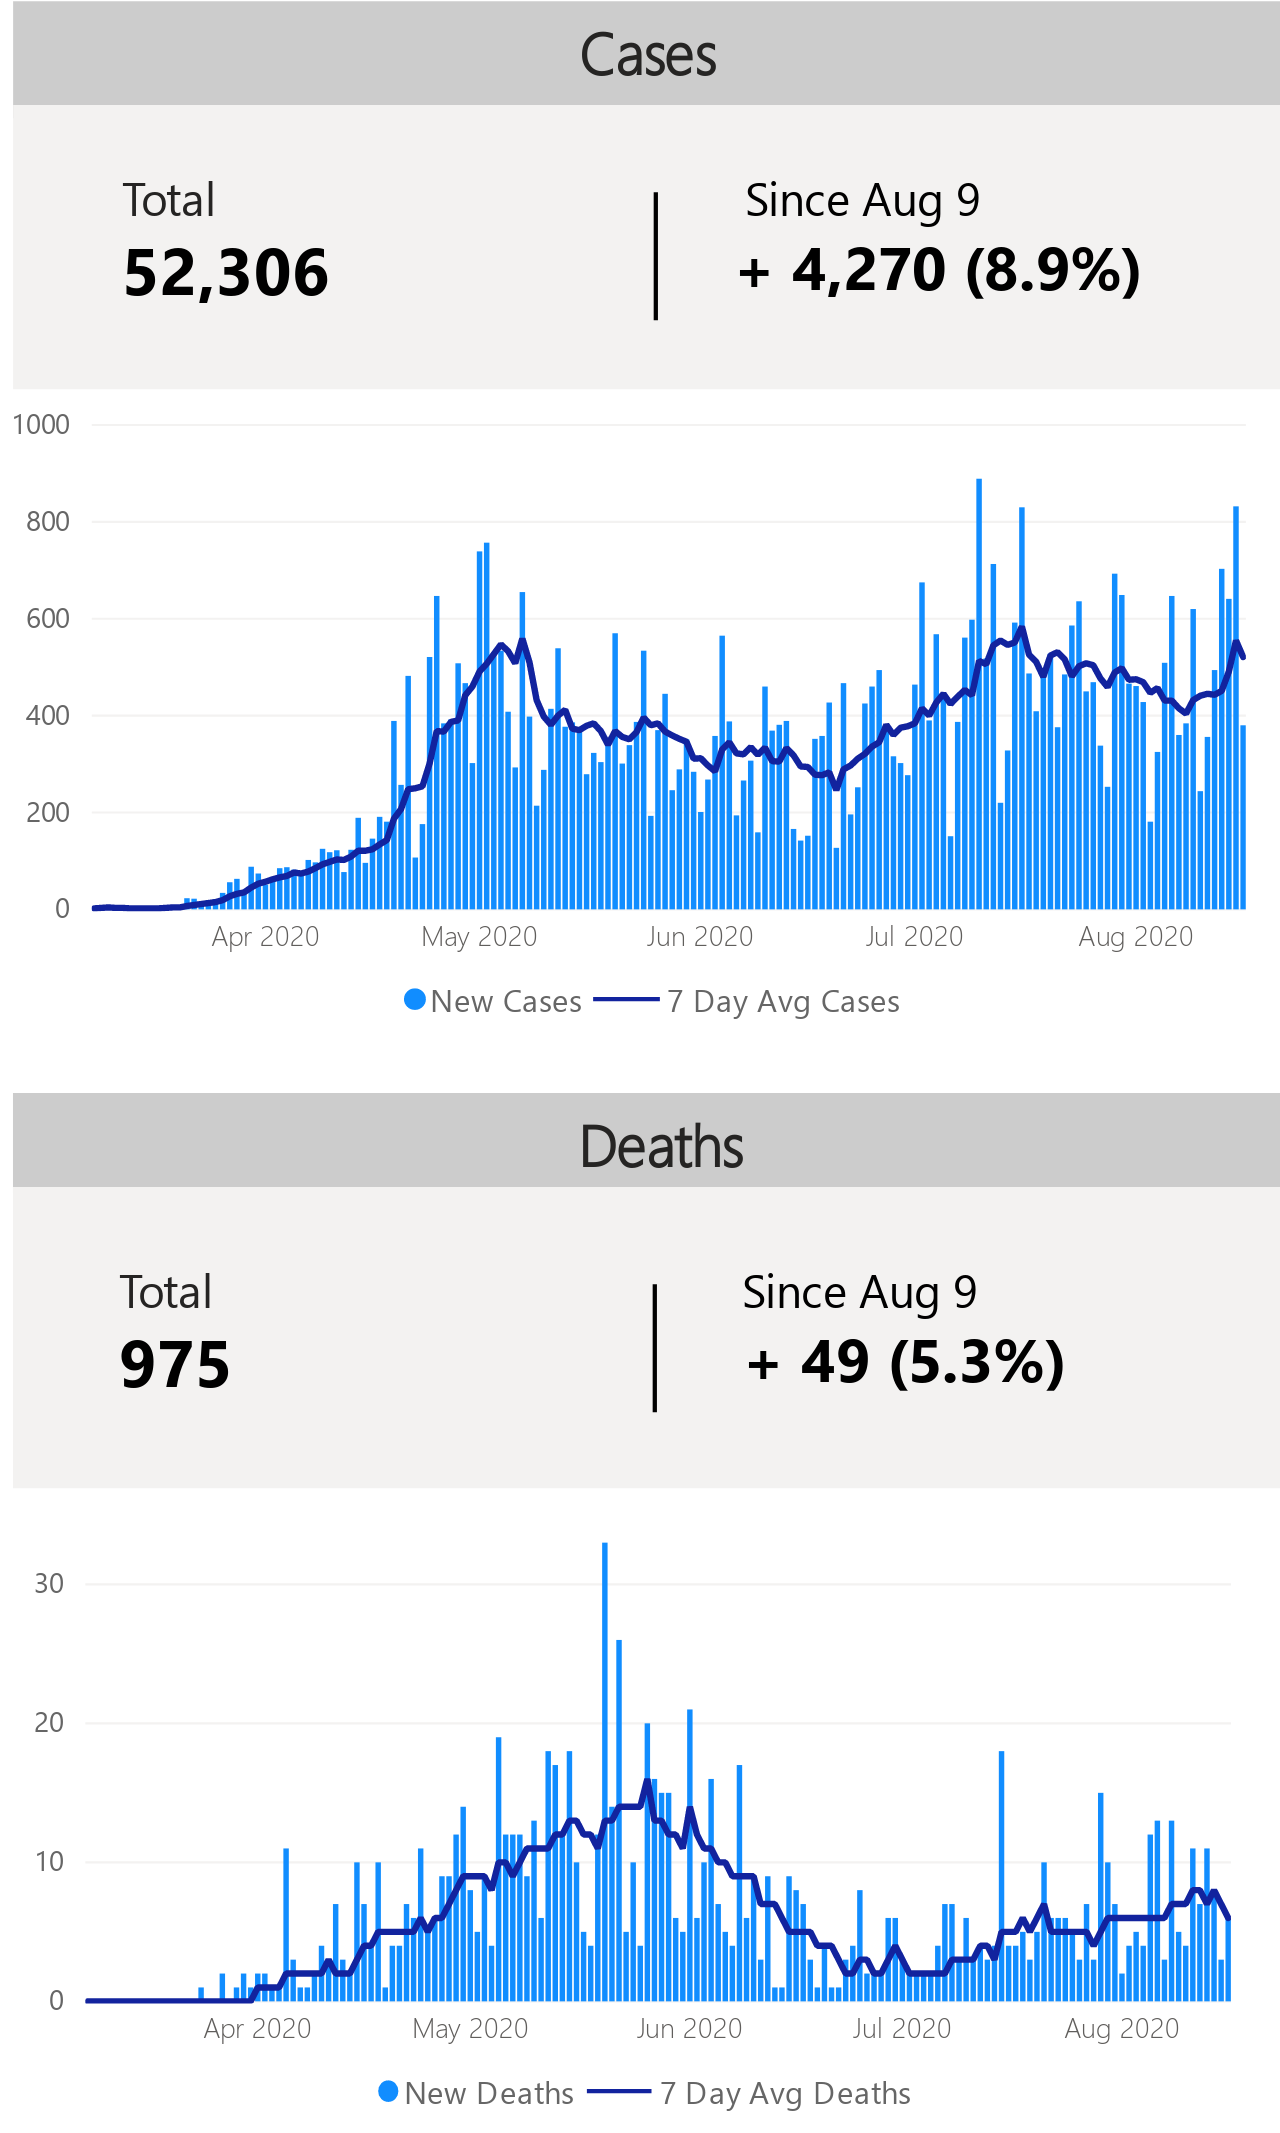 Cases
Total
Since Aug 9
52,306
+ 4,270 (8.9%)
1000
800
600
400
200
0
Apr 2020
May 2020
Jun 2020
Jul 2020
Aug 2020
New Cases
7 Day Avg Cases
Deaths
Total
Since Aug 9
975
+ 49 (5.3%)
30
20
10
0
Apr 2020
May 2020
Jun 2020
Jul 2020
Aug 2020
New Deaths
7 Day Avg Deaths